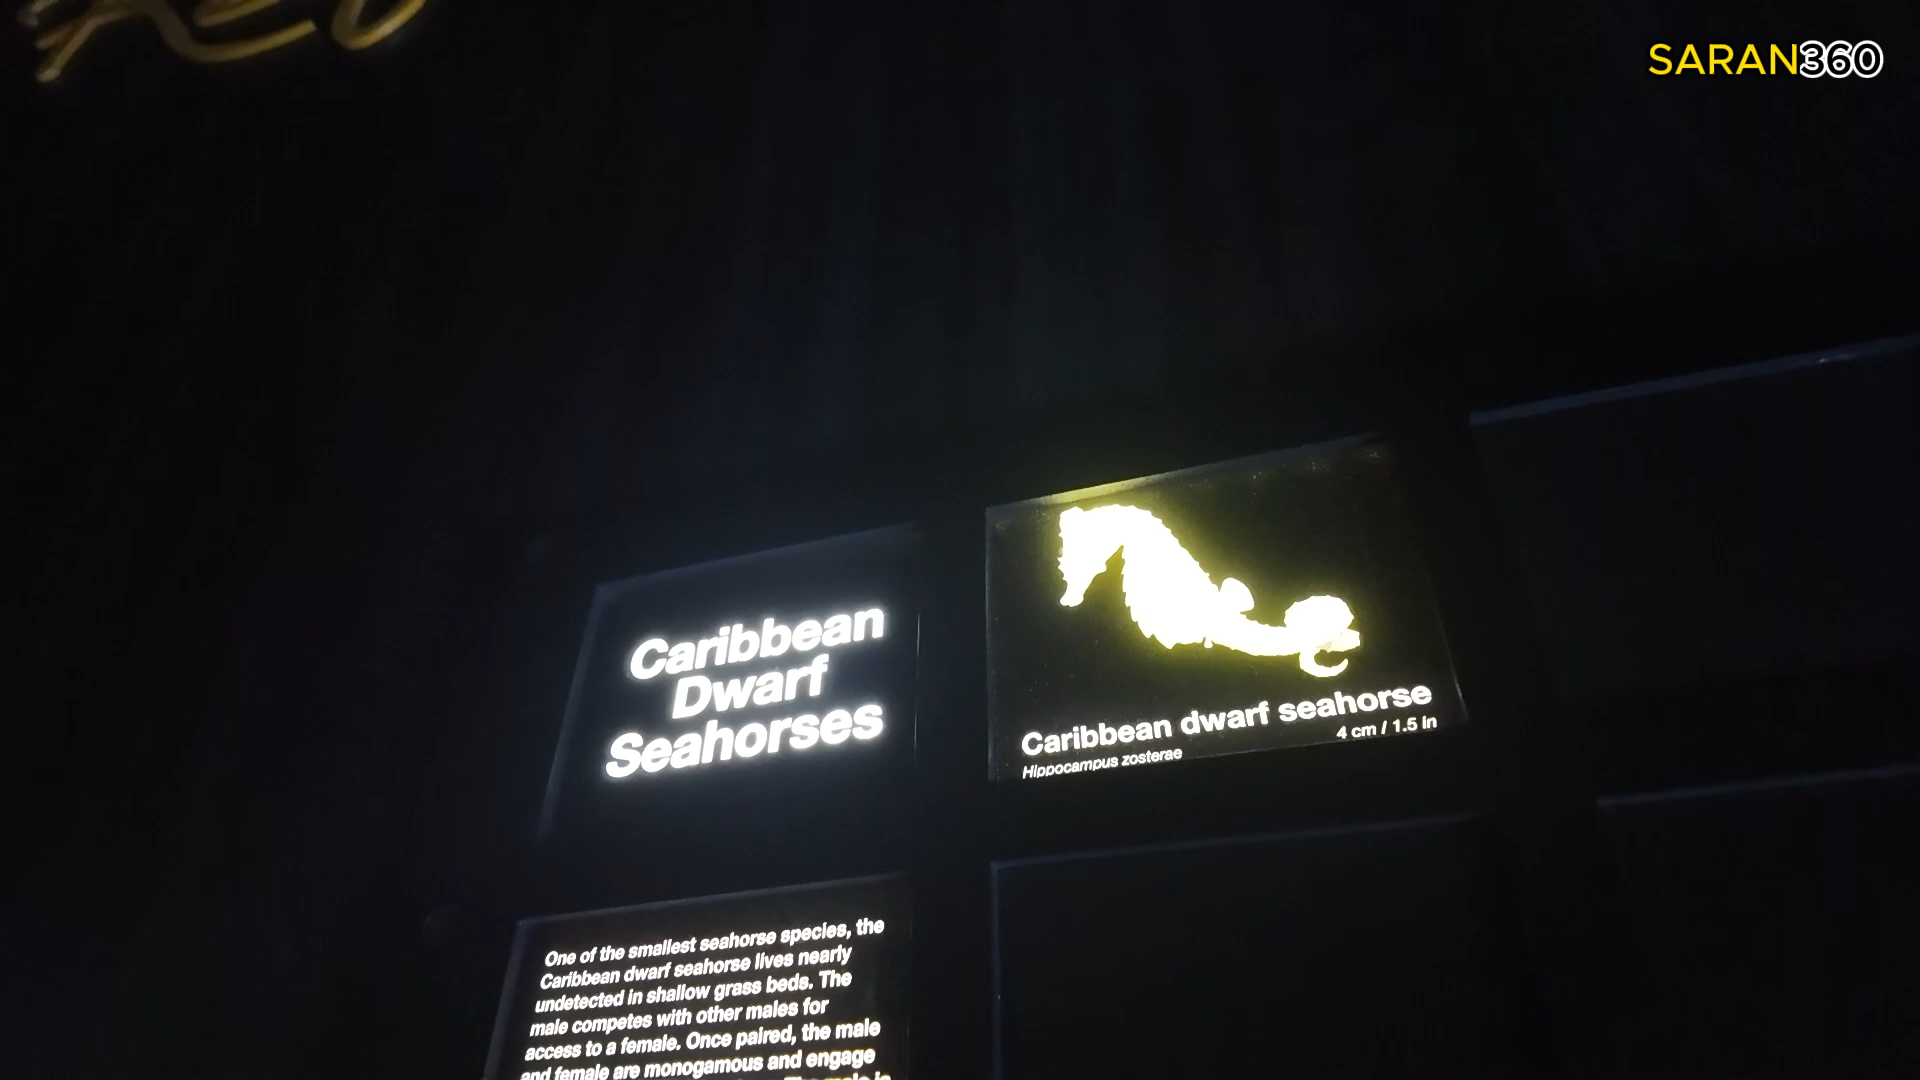 SARAN360
Caribbean
Dwarf
Seahorses
Caribbean dwarf seahorse
4 cm / 1.5 in
Hippocampus zosterae
One of the smallest seahorse species, the
Caribbean dwarf seahorse lives nearly
undetected in shallow grass beds. The
male competes with other males for
access to a female. Once paired, the male
and female are monogamous and engage